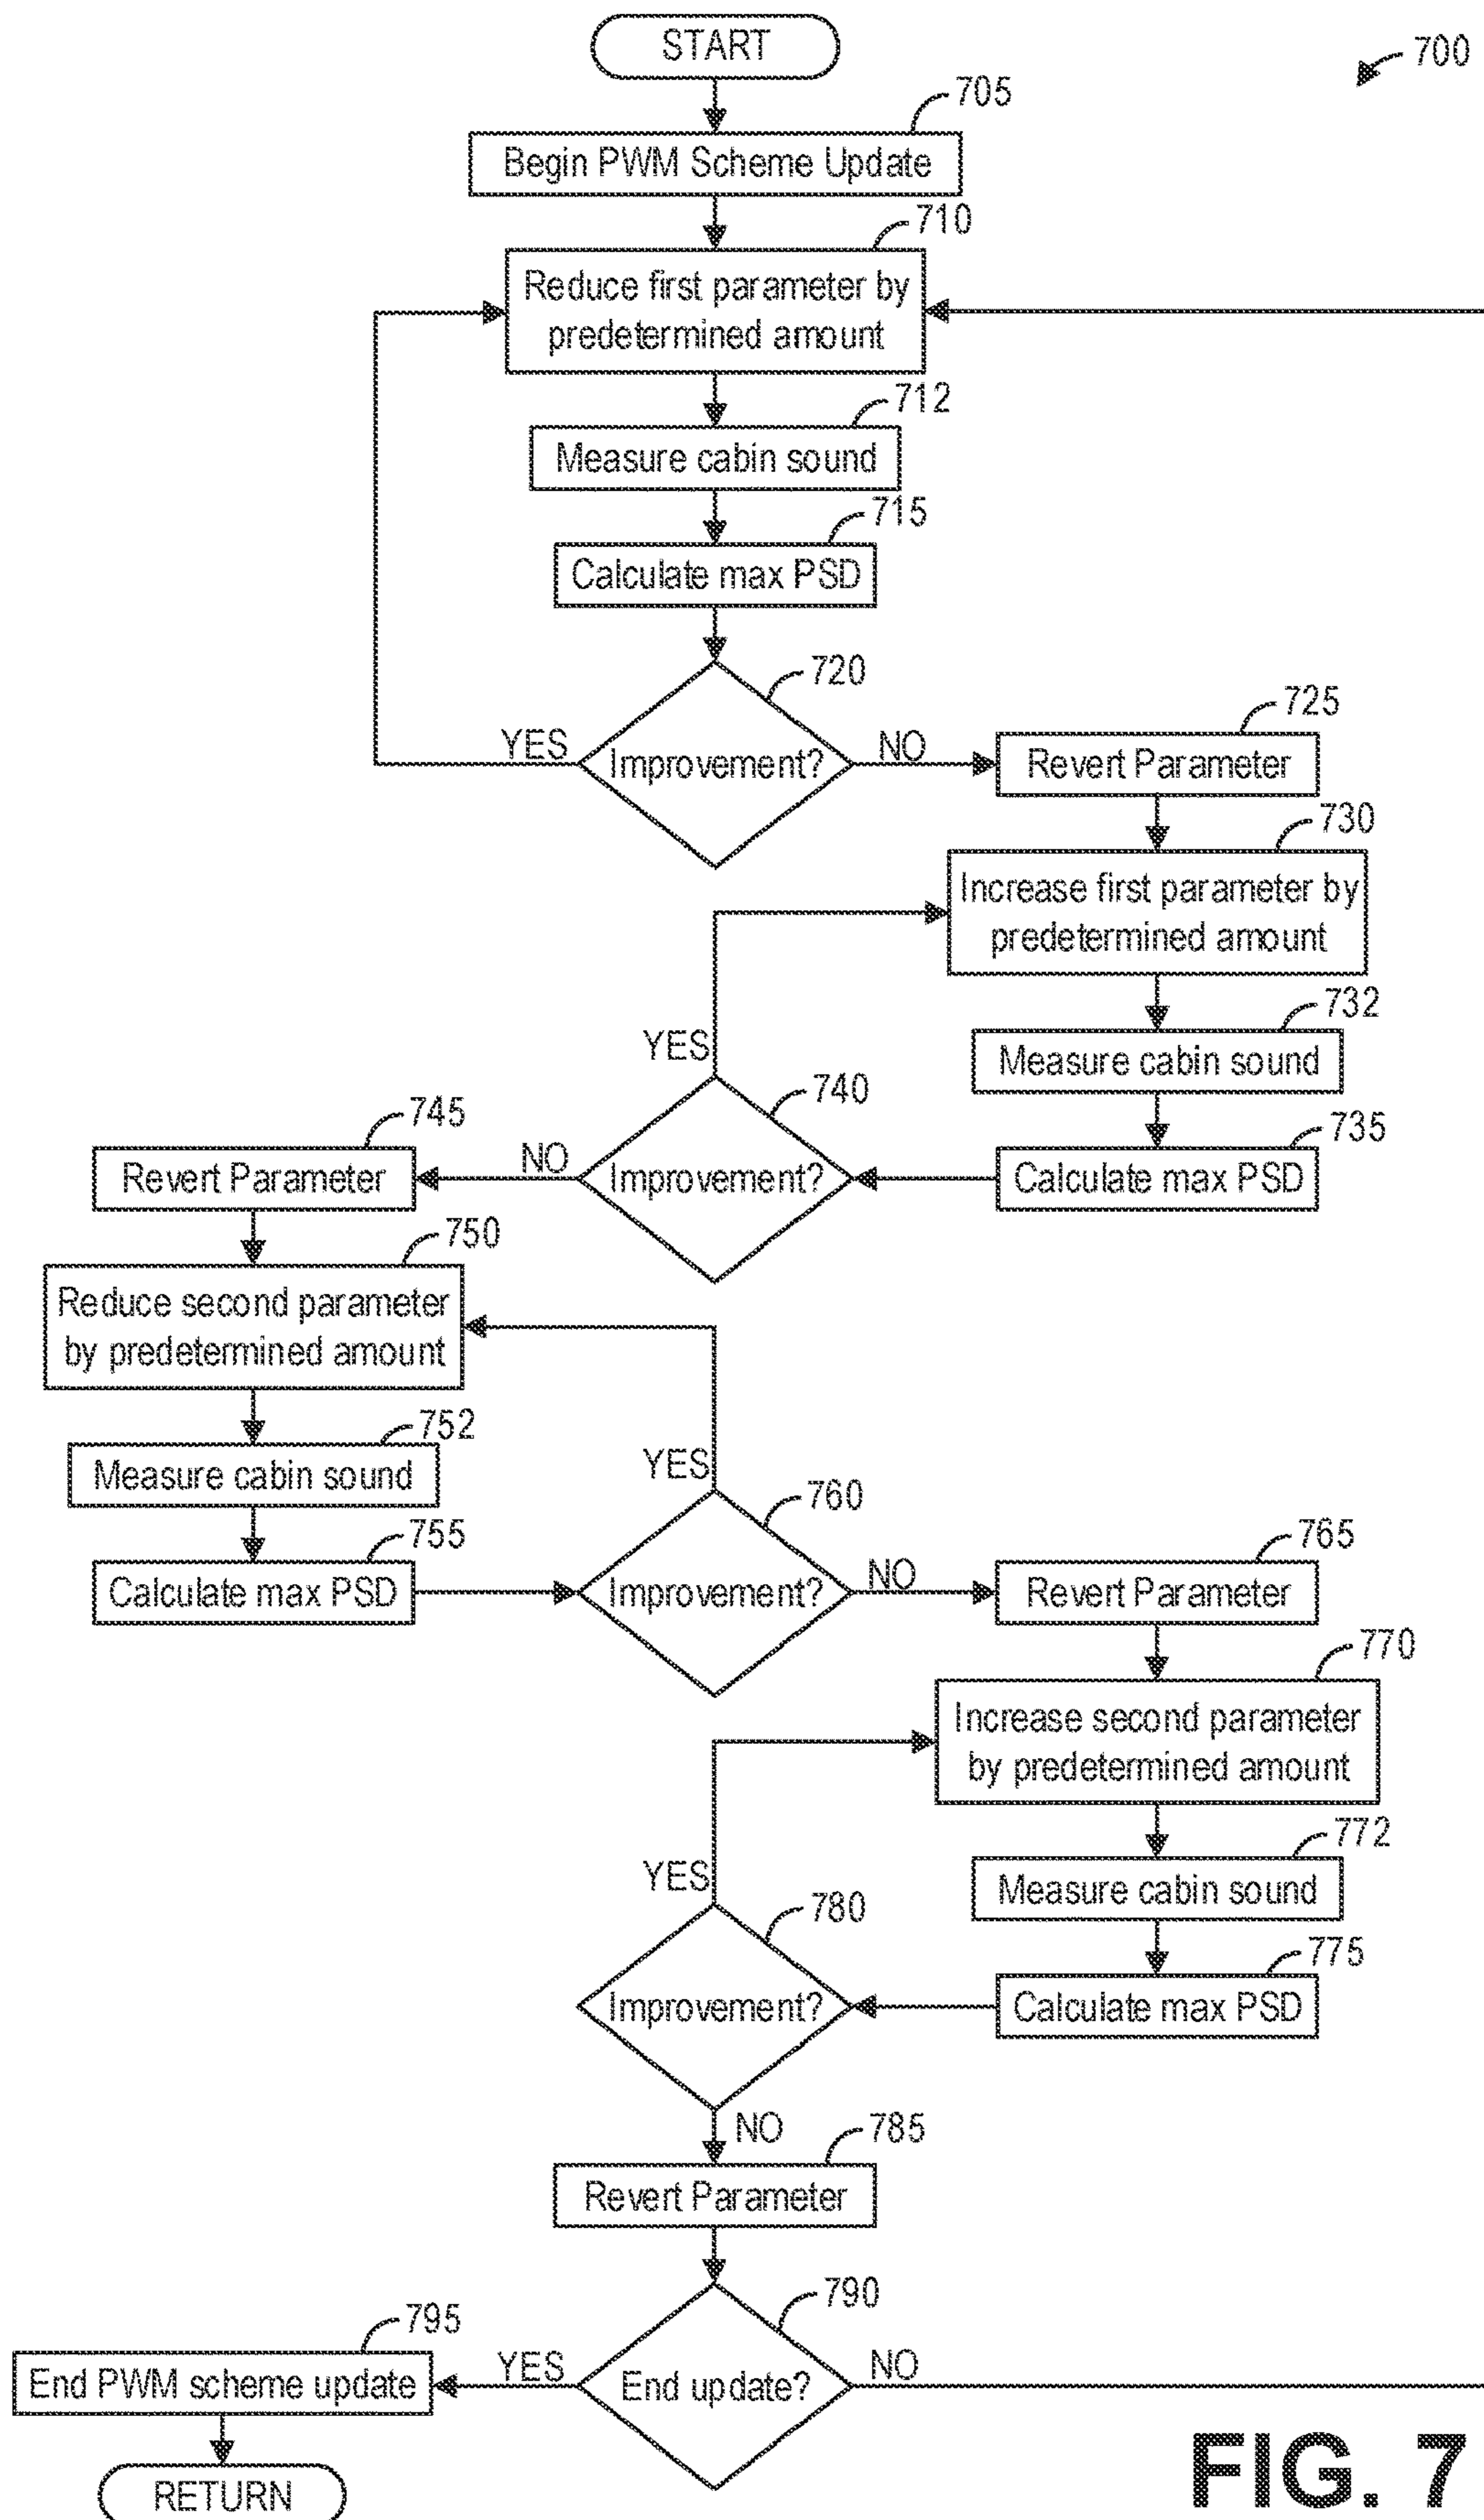 START
700
705
Begin PWM Scheme Update
710
Reduce first parameter by
predetermined amount
712
Measure cabin sound
715
Calculate max PSD
720
Improvement?
YES
NO
725
Revert Parameter
730
Increase first parameter by
predetermined amount
732
Measure cabin sound
735
Calculate max PSD
740
Improvement?
YES
NO
745
Revert Parameter
750
Reduce second parameter
by predetermined amount
752
Measure cabin sound
755
Calculate max PSD
760
Improvement?
YES
NO
765
Revert Parameter
770
Increase second parameter
by predetermined amount
772
Measure cabin sound
775
Calculate max PSD
780
Improvement?
YES
NO
785
Revert Parameter
790
End update?
YES
NO
795
End PWM scheme update
RETURN
FIG. 7